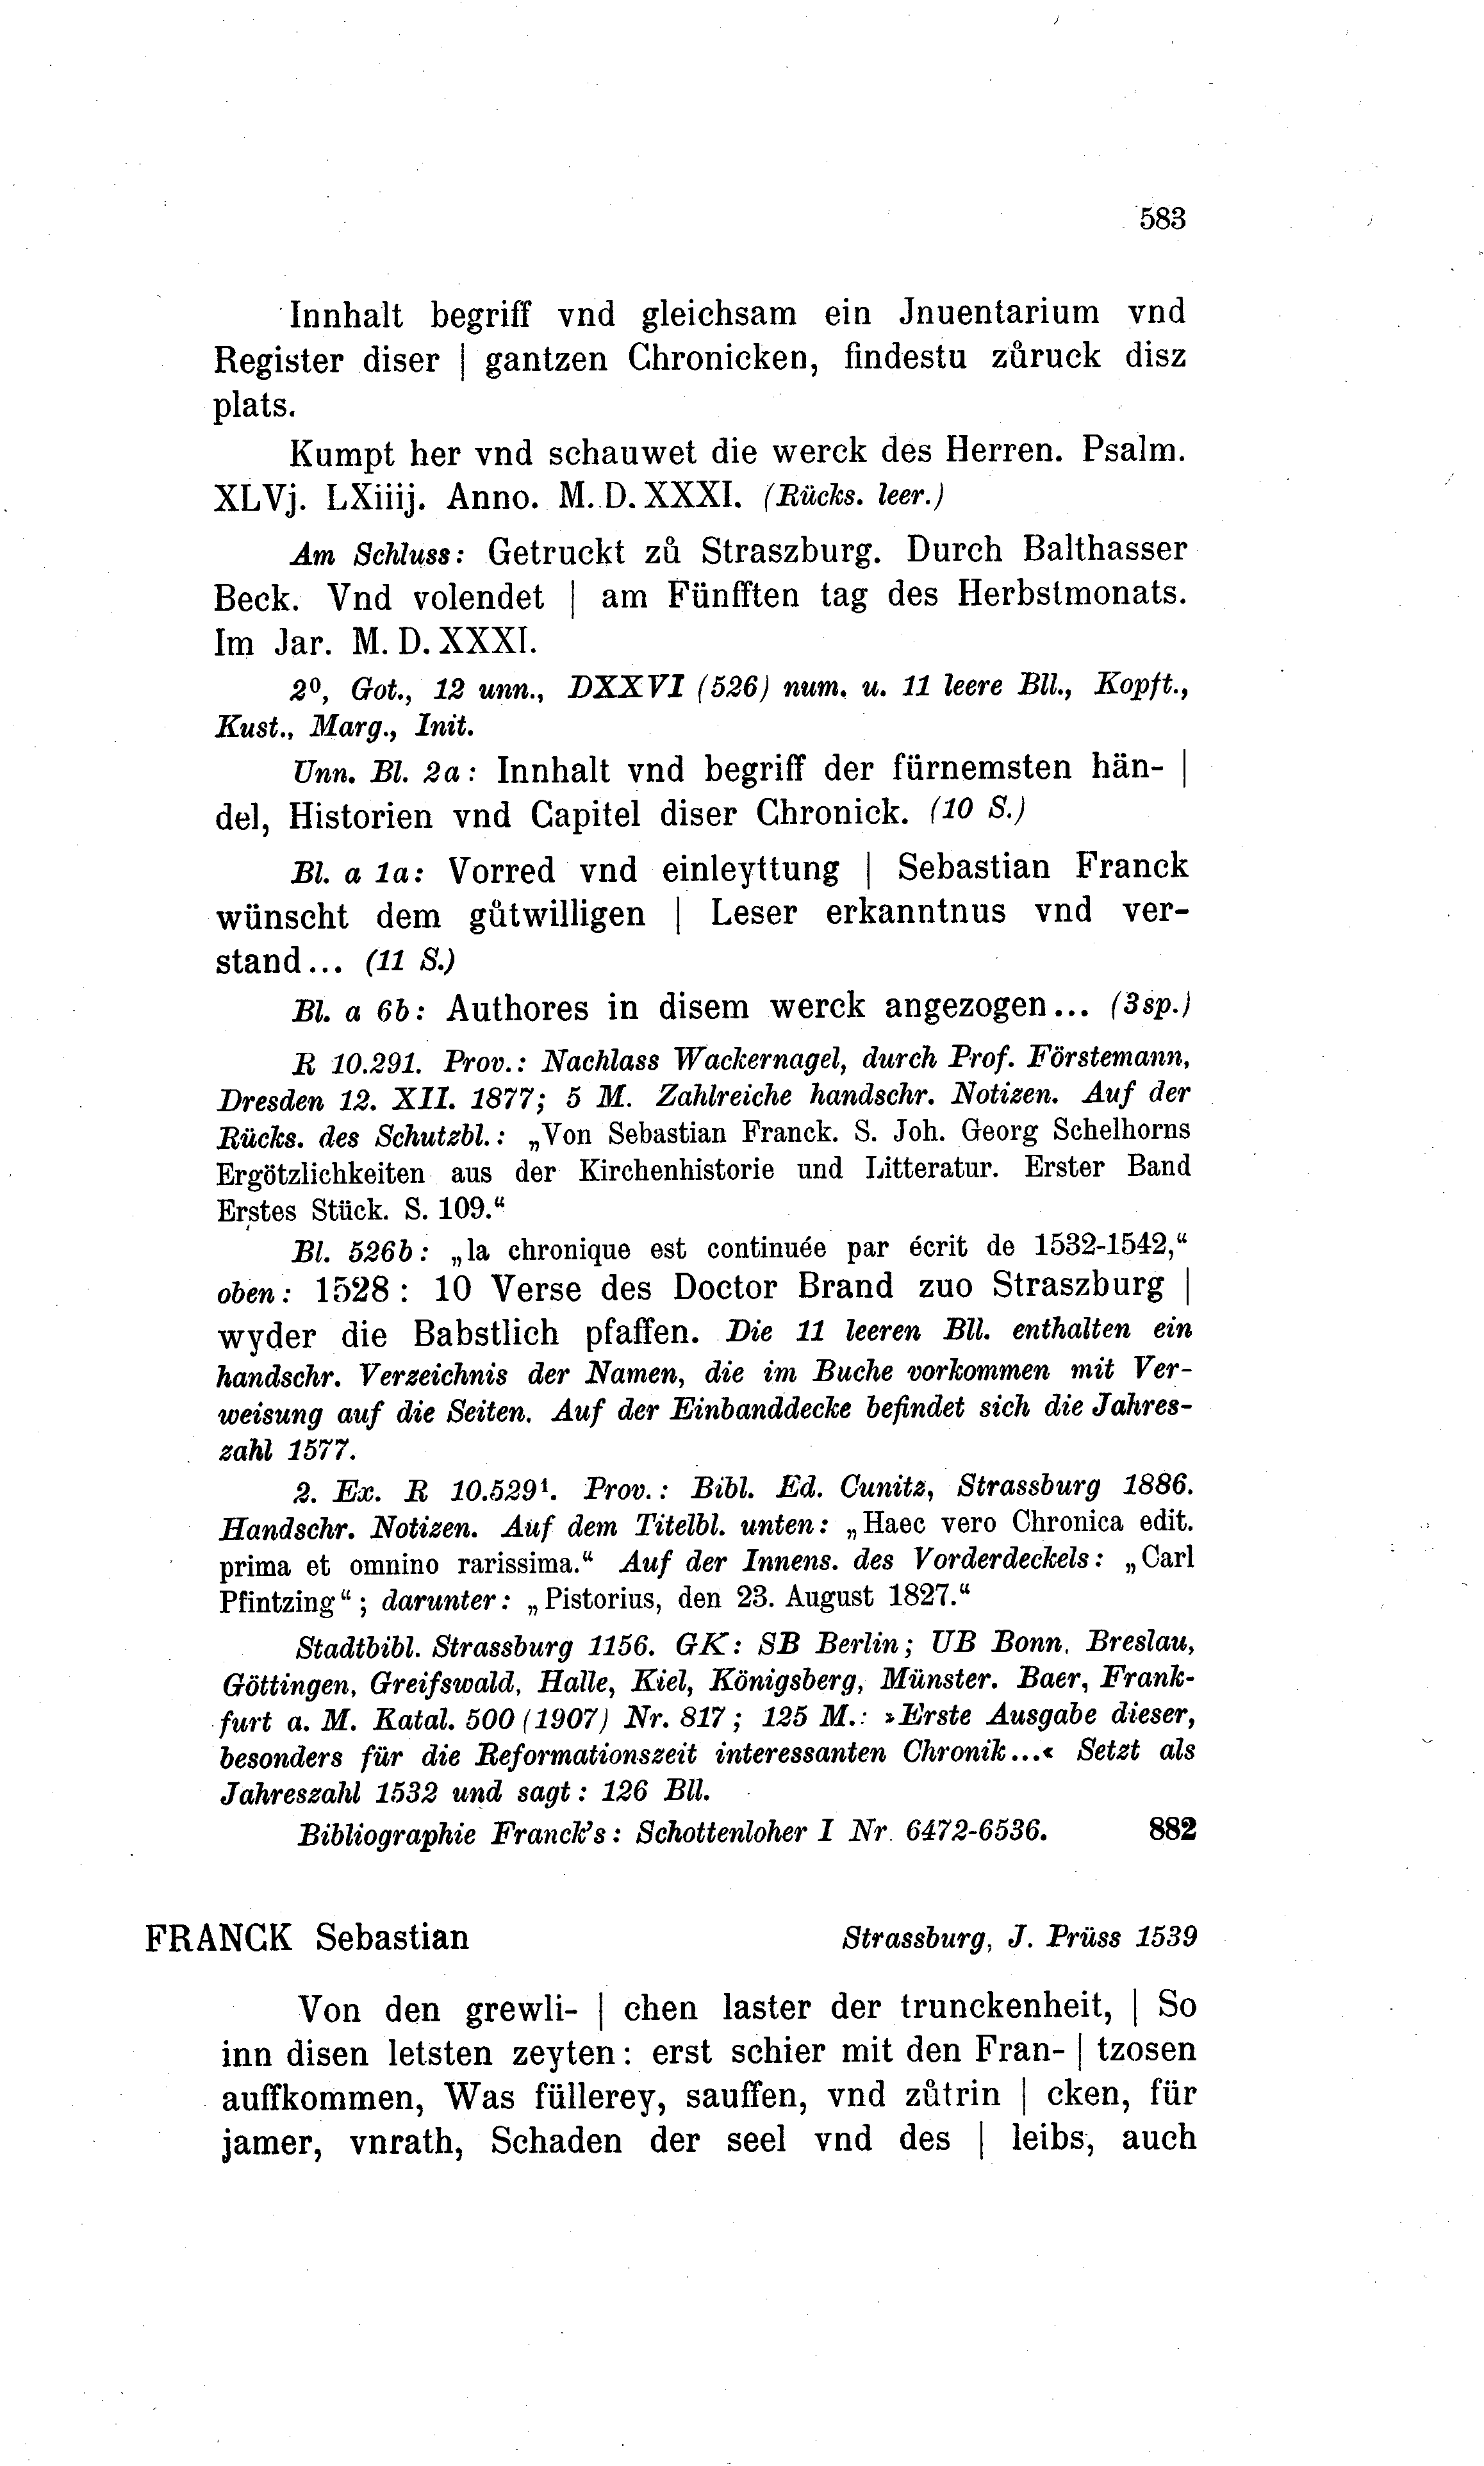 583
Innhalt begriff vnd gleichsam ein Jnuentarium vnd
Register diser | gantzen Chronicken, findestu zůruck disz
plats.
Kumpt her vnd schauwet die werck des Herren. Psalm.
XLVj. LXiiij. Anno. M. D. XXXI. (Rücks. leer.)
Am Schluss: Getruckt zů Straszburg. Durch Balthasser
Beck. Vnd volendet | am Fünfften tag des Herbstmonats.
Im Jar. M. D. XXXI.
2⁰, Got., 12 unn., DXXVI (526) num. u. 11 leere Bll., Kopft.,
Kust., Marg., Init.
Unn. Bl. 2a: Innhalt vnd begriff der fürnemsten hän- |
del, Historien vnd Capitel diser Chronick. (10 S.)
Bl. a 1a: Vorred vnd einleyttung | Sebastian Franck
wünscht dem gůtwilligen | Leser erkanntnus vnd ver-
stand... (11 S.)
Bl. a 6b: Authores in disem werck angezogen... (3sp.)
R 10.291. Prov.: Nachlass Wackernagel, durch Prof. Förstemann,
Dresden 12. XII. 1877; 5 M. Zahlreiche handschr. Notizen. Auf der
Rücks. des Schutzbl.: „Von Sebastian Franck. S. Joh. Georg Schelhorns
Ergötzlichkeiten aus der Kirchenhistorie und Litteratur. Erster Band
Erstes Stück. S. 109.“
Bl. 526b: „la chronique est continuée par écrit de 1532-1542,“
oben: 1528: 10 Verse des Doctor Brand zuo Straszburg |
wyder die Babstlich pfaffen. Die 11 leeren Bll. enthalten ein
handschr. Verzeichnis der Namen, die im Buche vorkommen mit Ver-
weisung auf die Seiten. Auf der Einbanddecke befindet sich die Jahres-
zahl 1577.
2. Ex. R 10.529¹. Prov.: Bibl. Ed. Cunitz, Strassburg 1886.
Handschr. Notizen. Auf dem Titelbl. unten: „Haec vero Chronica edit.
prima et omnino rarissima.“ Auf der Innens. des Vorderdeckels: „Carl
Pfintzing“; darunter: „Pistorius, den 23. August 1827.“
Stadtbibl. Strassburg 1156. GK: SB Berlin; UB Bonn, Breslau,
Göttingen, Greifswald, Halle, Kiel, Königsberg, Münster. Baer, Frank-
furt a. M. Katal. 500 (1907) Nr. 817; 125 M.: »Erste Ausgabe dieser,
besonders für die Reformationszeit interessanten Chronik...« Setzt als
Jahreszahl 1532 und sagt: 126 Bll.
Bibliographie Franck's: Schottenloher I Nr. 6472-6536. 882
FRANCK Sebastian Strassburg, J. Prüss 1539
Von den grewli- | chen laster der trunckenheit, | So
inn disen letsten zeyten: erst schier mit den Fran- | tzosen
auffkommen, Was füllerey, sauffen, vnd zůtrin | cken, für
jamer, vnrath, Schaden der seel vnd des | leibs, auch